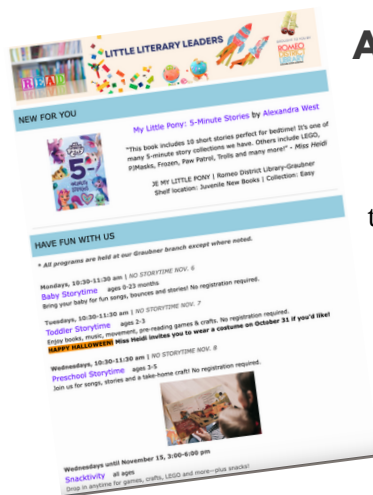 A
LITTLE LITERARY LEADERS
BROUGHT TO YOU BY
ROMEO
DISTRICT
LIBRARY
READ
NEW FOR YOU
My Little Pony: 5-Minute Stories by Alexandra West
"This book includes 10 short stories perfect for bedtime! It's one of
many 5-minute story collections we have. Others include LEGO,
PJMasks, Frozen, Paw Patrol, Trolls and many more!" - Miss Heidi
JE MY LITTLE PONY | Romeo District Library-Graubner
Shelf location: Juvenile New Books | Collection: Easy
5-
t
HAVE FUN WITH US
* All programs are held at our Graubner branch except where noted.
Mondays, 10:30-11:30 am | NO STORYTIME NOV. 6
Baby Storytime ages 0-23 months
Bring your baby for fun songs, bounces and stories! No registration required.
Tuesdays, 10:30-11:30 am | NO STORYTIME NOV. 7
Toddler Storytime ages 2-3
Enjoy books, music, movement, pre-reading games & crafts. No registration required.
HAPPY HALLOWEEN! Miss Heidi invites you to wear a costume on October 31 if you'd like!
Wednesdays, 10:30-11:30 am | NO STORYTIME NOV. 8
Preschool Storytime ages 3-5
Join us for songs, stories and a take-home craft! No registration required.
Wednesdays until November 15, 3:00-6:00 pm
Snacktivity all ages
Drop in anytime for games, crafts, LEGO and more—plus snacks!